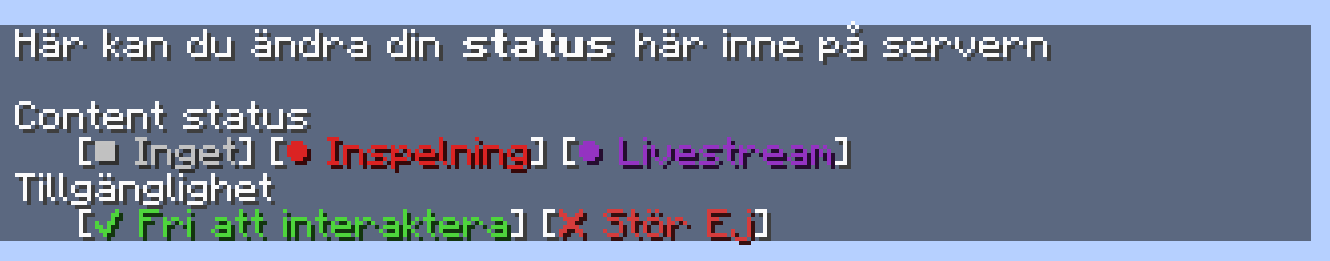 Här kan du ändra din status här inne på servern
Content status
[■ Inget] [● Inspelning] [● Livestream]
Tillgänglighet
[✓ Fri att interaktera] [✗ Stör Ej]